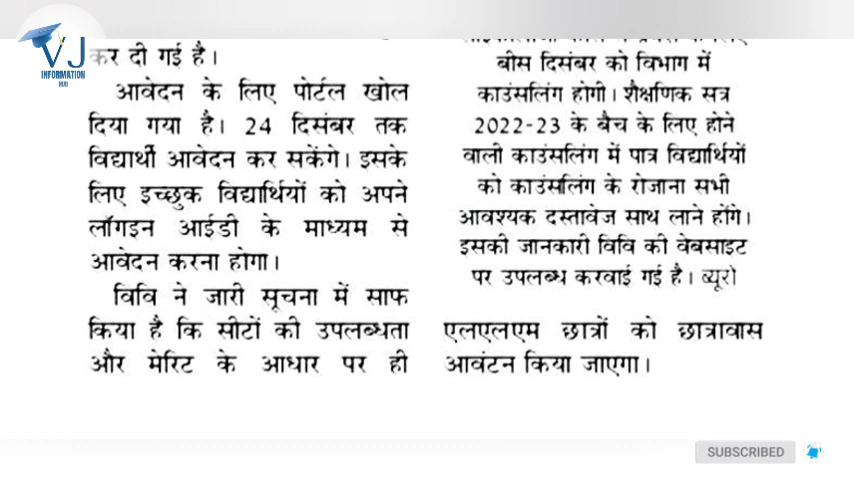 VJ
INFORMATION
HUB
कर दी गई है।
आवेदन के लिए पोर्टल खोल
दिया गया है। 24 दिसंबर तक
विद्यार्थी आवेदन कर सकेंगे। इसके
लिए इच्छुक विद्यार्थियों को अपने
लॉगइन आईडी के माध्यम से
आवेदन करना होगा।
विवि ने जारी सूचना में साफ
किया है कि सीटों की उपलब्धता
और मेरिट के आधार पर ही
बीस दिसंबर को विभाग में
काउंसलिंग होगी। शैक्षणिक सत्र
2022-23 के बैच के लिए होने
वाली काउंसलिंग में पात्र विद्यार्थियों
को काउंसलिंग के रोजाना सभी
आवश्यक दस्तावेज साथ लाने होंगे।
इसकी जानकारी विवि की वेबसाइट
पर उपलब्ध करवाई गई है। ब्यूरो
एलएलएम छात्रों को छात्रावास
आवंटन किया जाएगा।
SUBSCRIBED